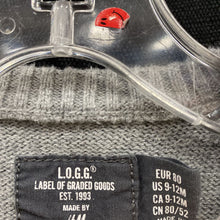 L.O.G.G.
LABEL OF GRADED GOODS
EST. 1993
MADE BY
EUR 80
US 9-12M
CA 9-12M
CN 80/52